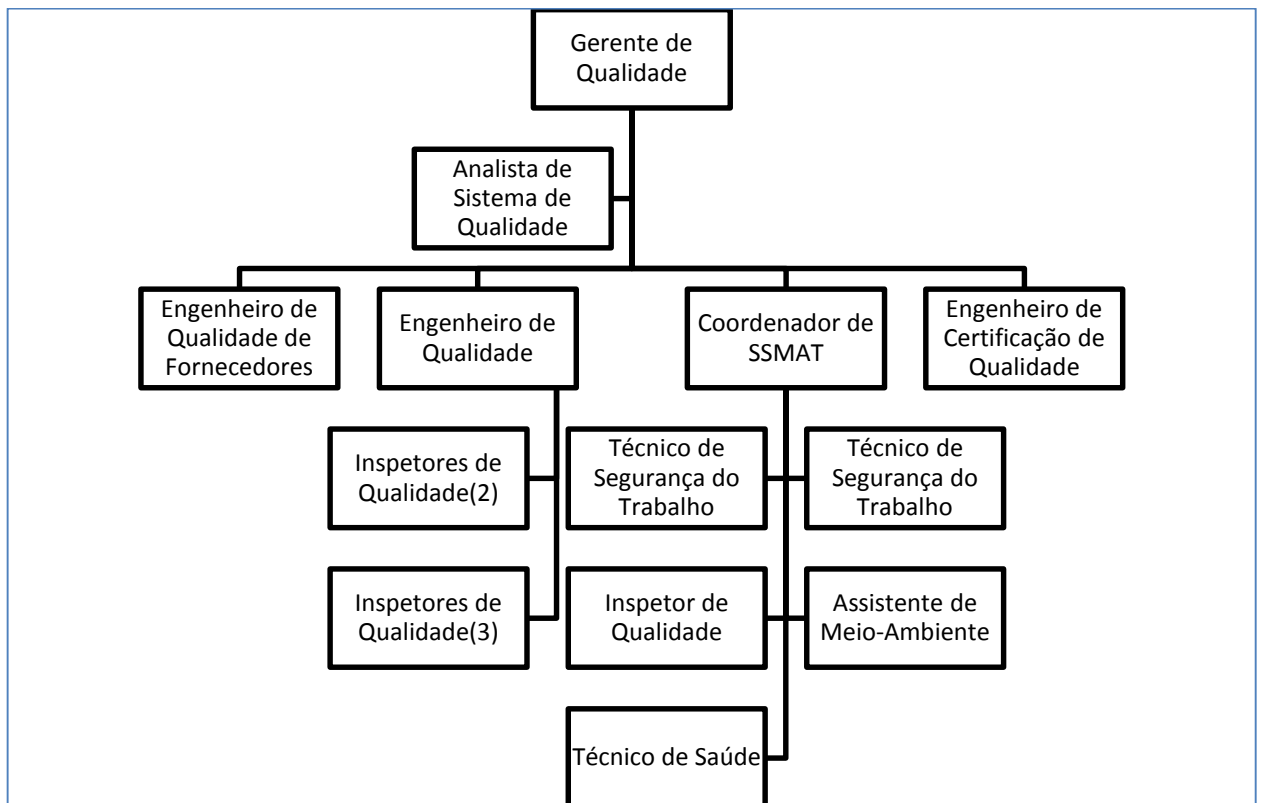 Gerente de
Qualidade
Analista de
Sistema de
Qualidade
Engenheiro de
Qualidade de
Fornecedores
Engenheiro de
Qualidade
Coordenador de
SSMAT
Engenheiro de
Certificação de
Qualidade
Inspetores de
Qualidade(2)
Técnico de
Segurança do
Trabalho
Técnico de
Segurança do
Trabalho
Inspetores de
Qualidade(3)
Inspetor de
Qualidade
Assistente de
Meio-Ambiente
Técnico de Saúde